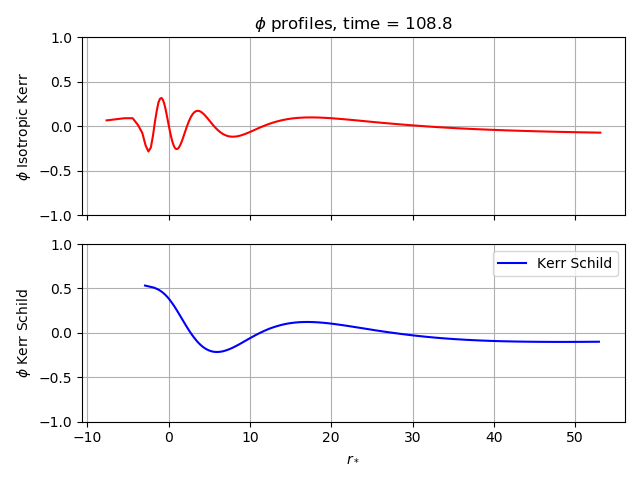 ϕ profiles, time = 108.8
1.0
0.5
0.0
−0.5
−1.0
ϕ Isotropic Kerr
1.0
0.5
0.0
−0.5
−1.0
ϕ Kerr Schild
Kerr Schild
−10 0 10 20 30 40 50
r*